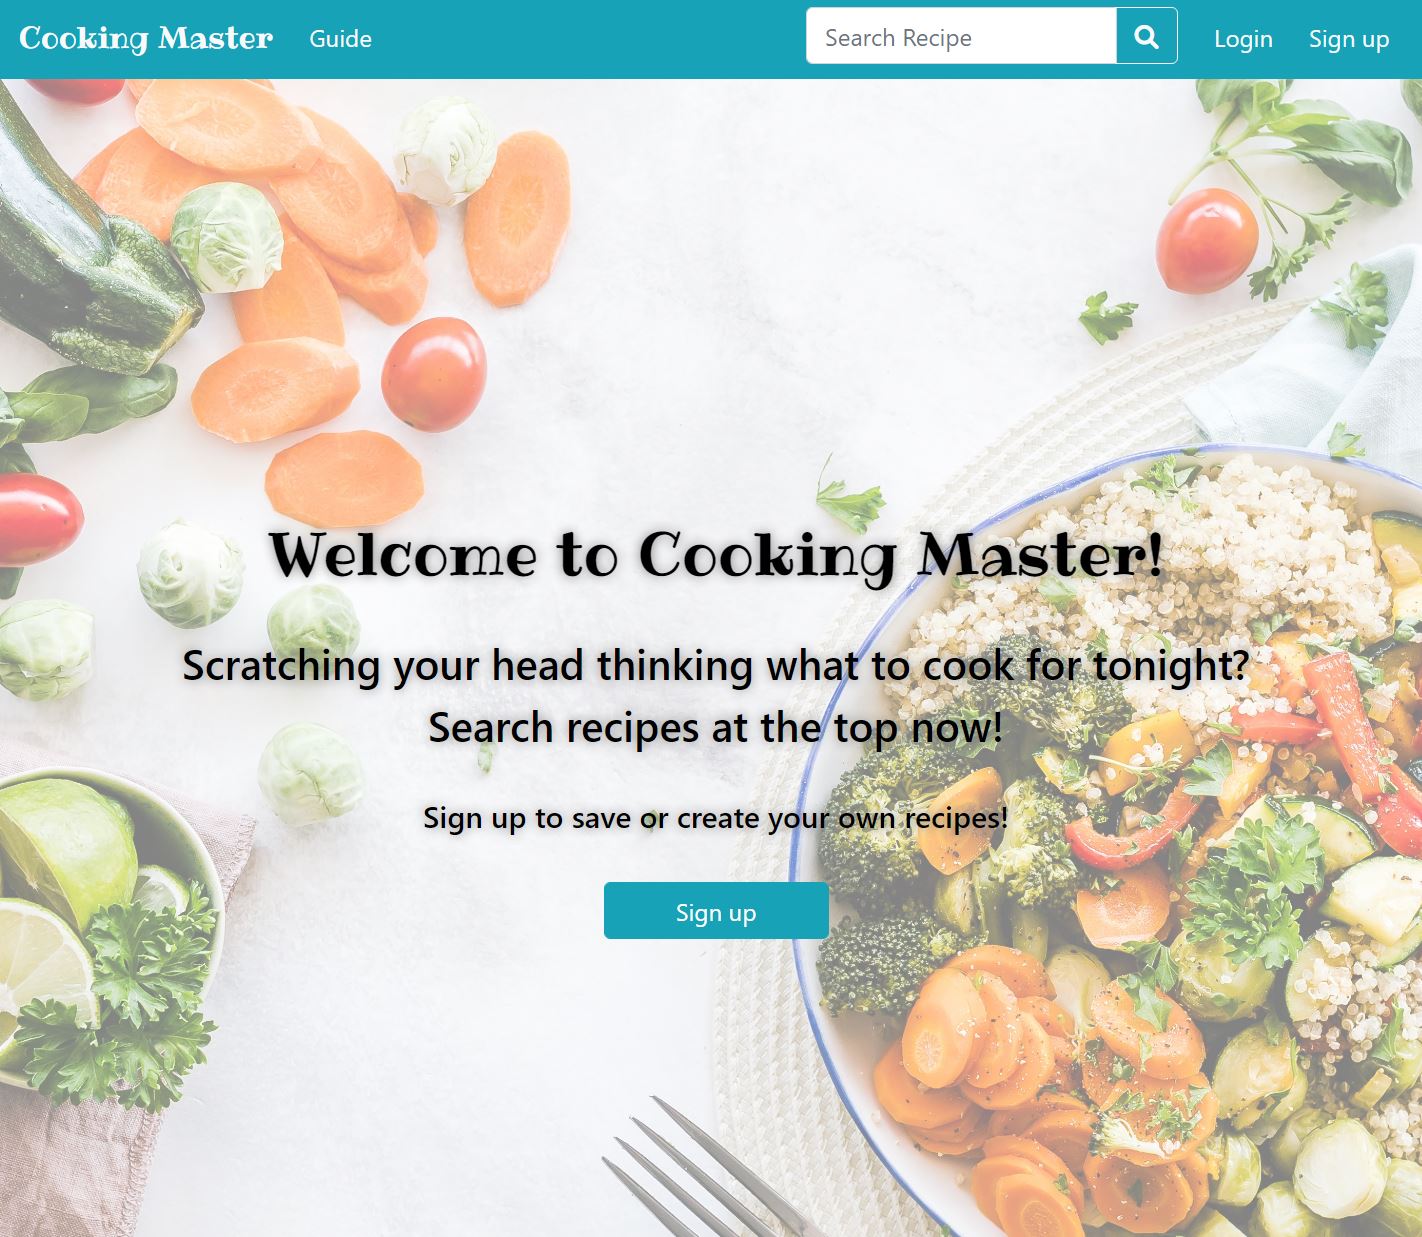 Cooking Master Guide Search Recipe Login Sign up
Welcome to Cooking Master!
Scratching your head thinking what to cook for tonight?
Search recipes at the top now!
Sign up to save or create your own recipes!
Sign up